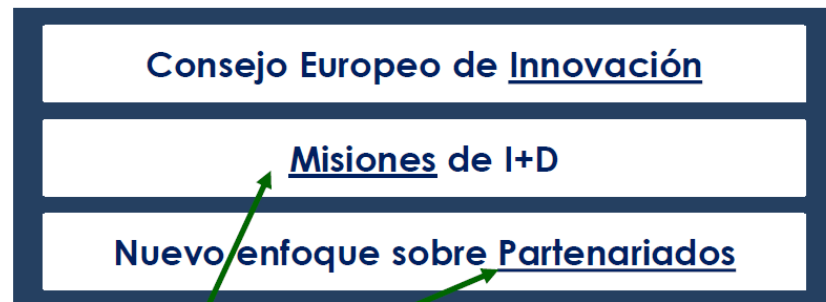 Consejo Europeo de Innovación
Misiones de I+D
Nuevo enfoque sobre Partenariados